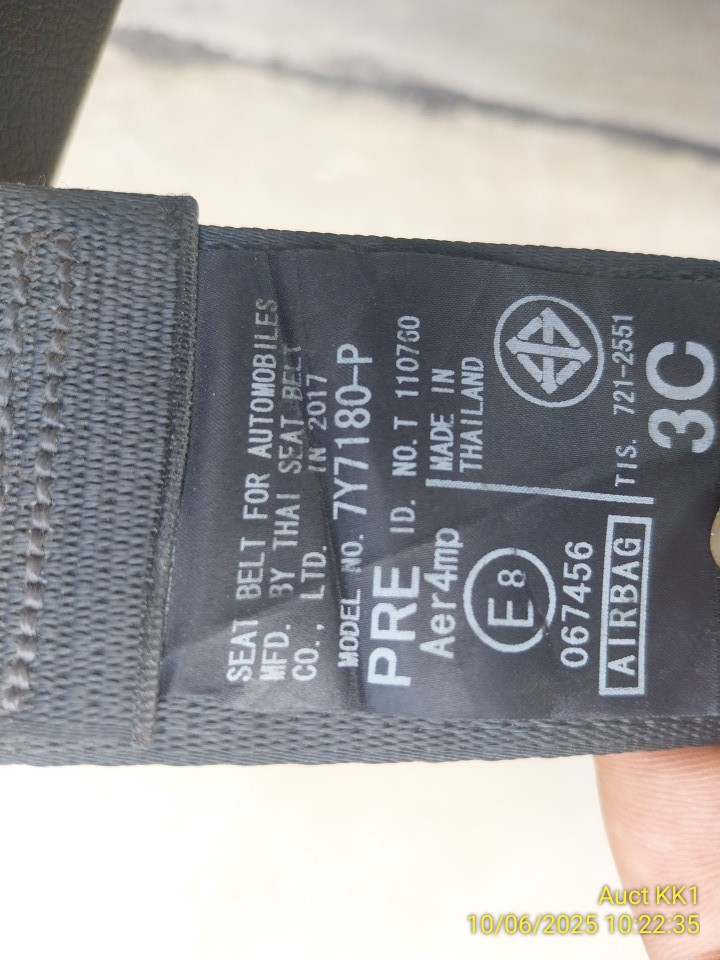 SEAT BELT FOR AUTOMOBILES
MFD. BY THAI SEAT BELT
CO., LTD. IN 2017
MODEL NO. 7Y7180-P
PRE ID. NO.T 110760
Aer4mp
MADE IN
THAILAND
E8
067456
TIS. 721-2551
AIRBAG
3C
Auct KK1
10/06/2025 10:22:35